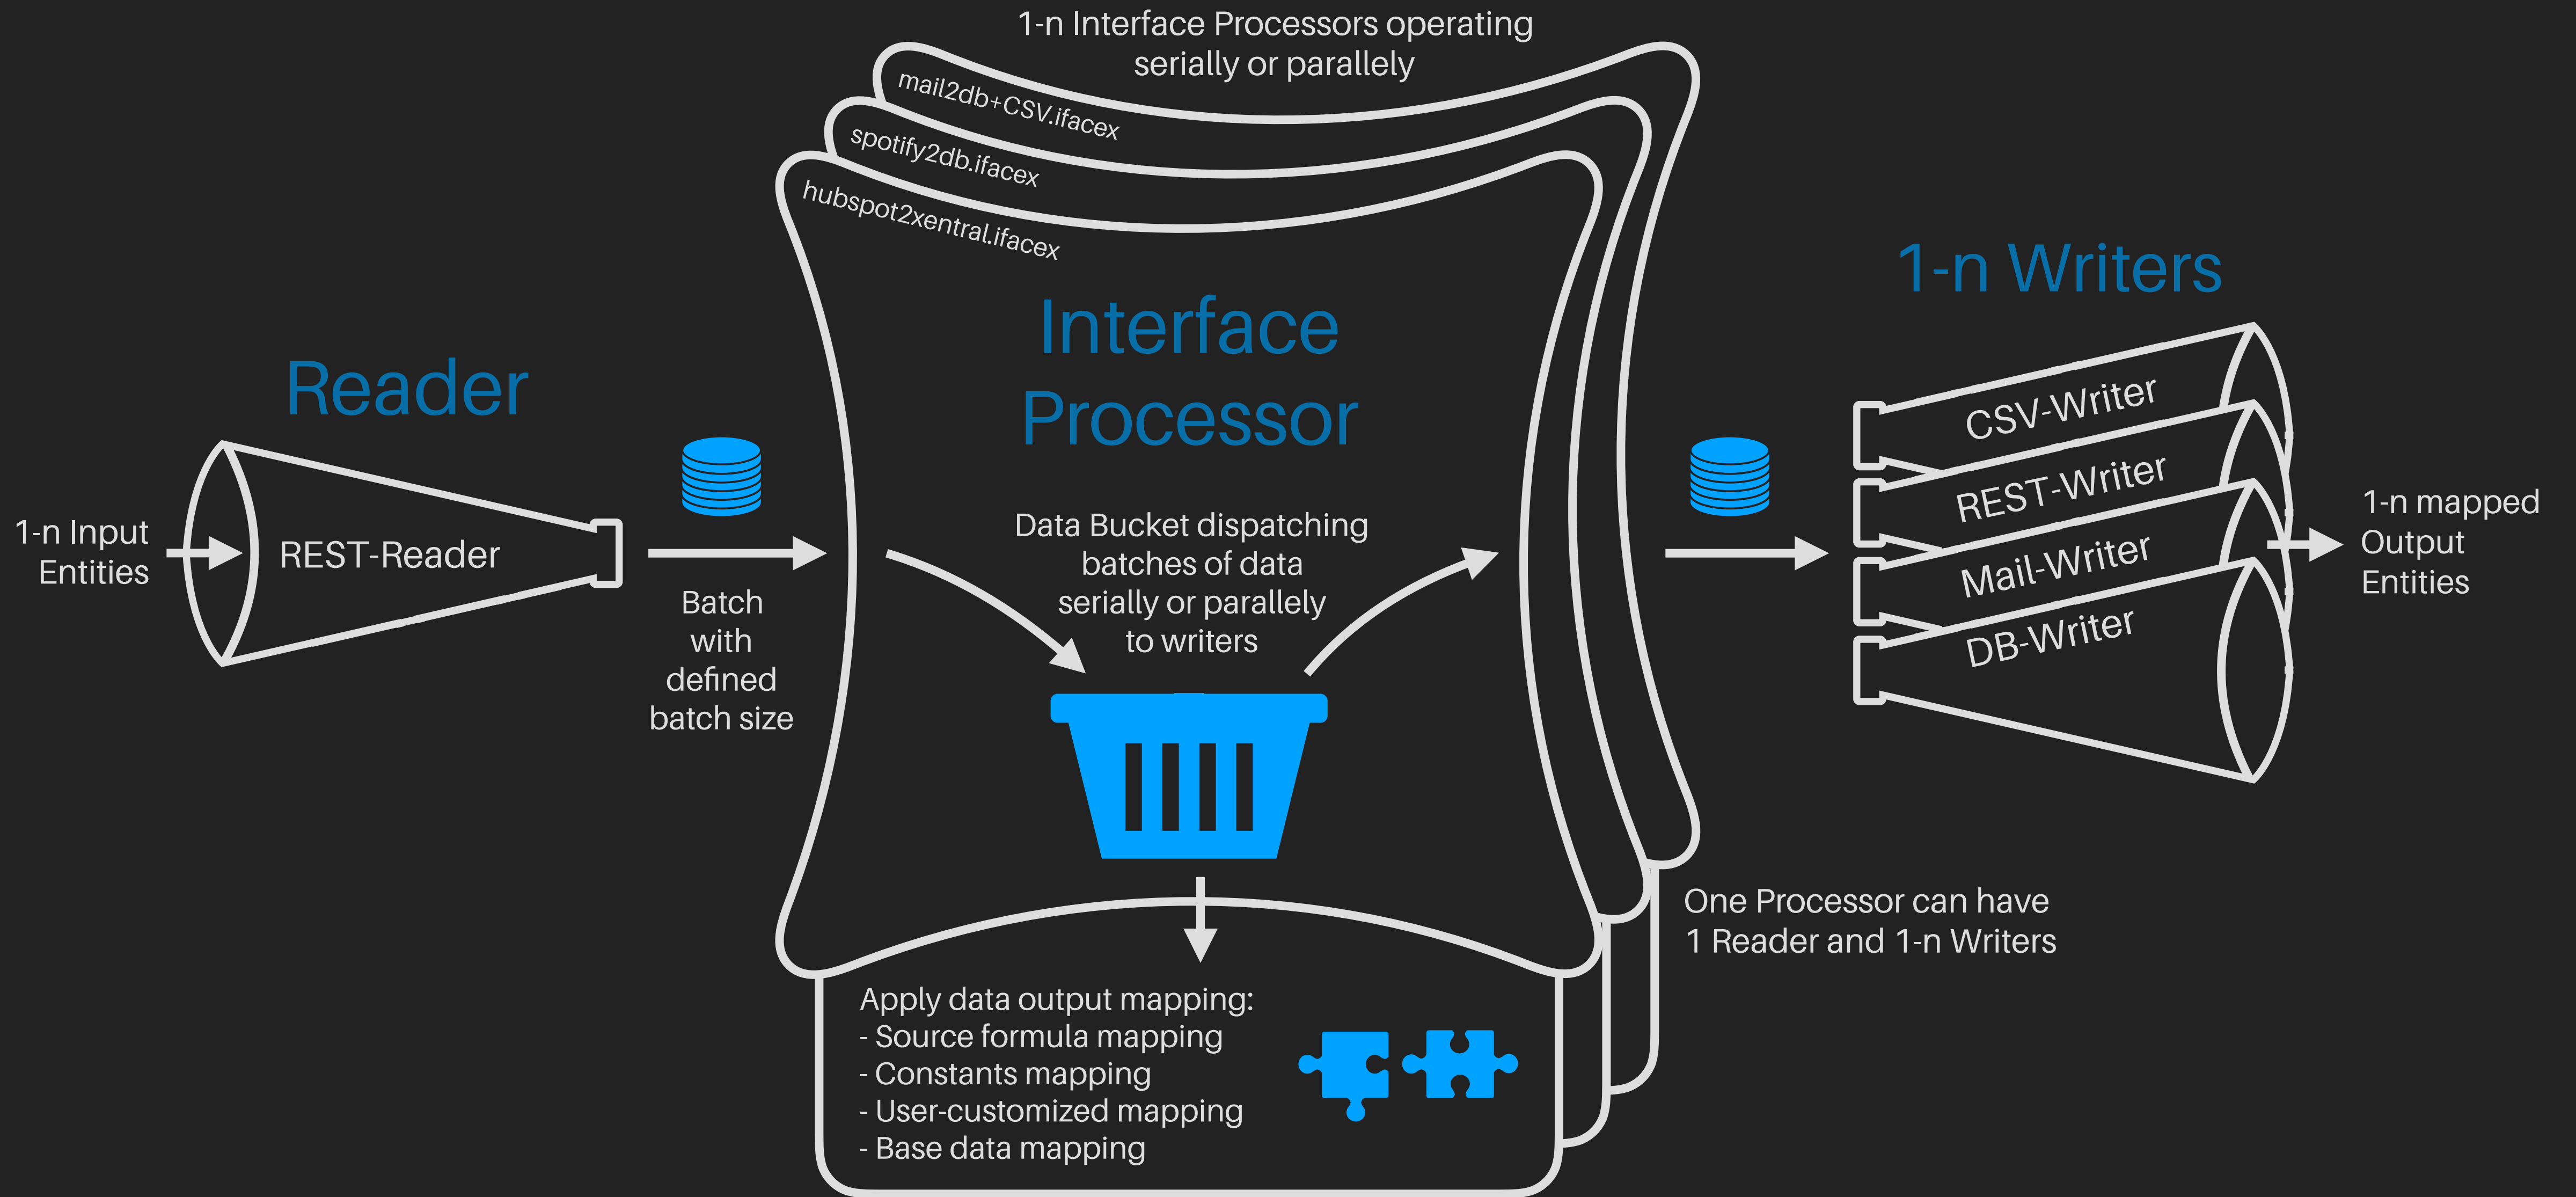 1-n Interface Processors operating
serially or parallely
mail2db+CSV.ifacex
spotify2db.ifacex
hubspot2xentral.ifacex
Reader
1-n Input
Entities
REST-Reader
Batch
with
defined
batch size
Interface
Processor
Data Bucket dispatching
batches of data
serially or parallely
to writers
Apply data output mapping:
- Source formula mapping
- Constants mapping
- User-customized mapping
- Base data mapping
1-n Writers
CSV-Writer
REST-Writer
Mail-Writer
DB-Writer
1-n mapped
Output
Entities
One Processor can have
1 Reader and 1-n Writers